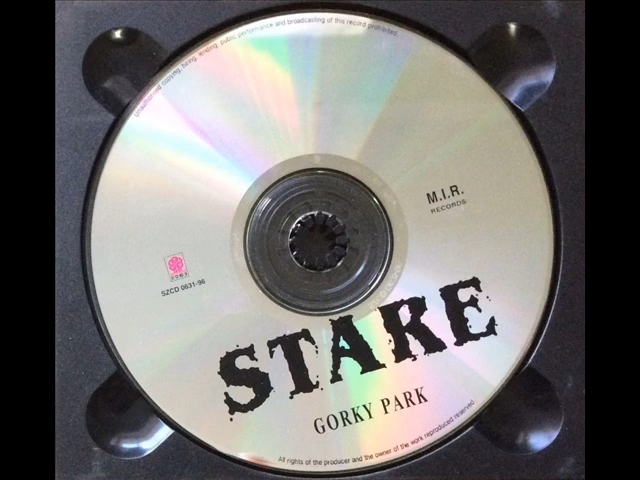 Unauthorised copying, hiring, lending, public performance and broadcasting of this record prohibited.
M.I.R.
RECORDS
SZCD 0631-96
STARE
GORKY PARK
All rights of the producer and the owner of the work reproduced reserved.